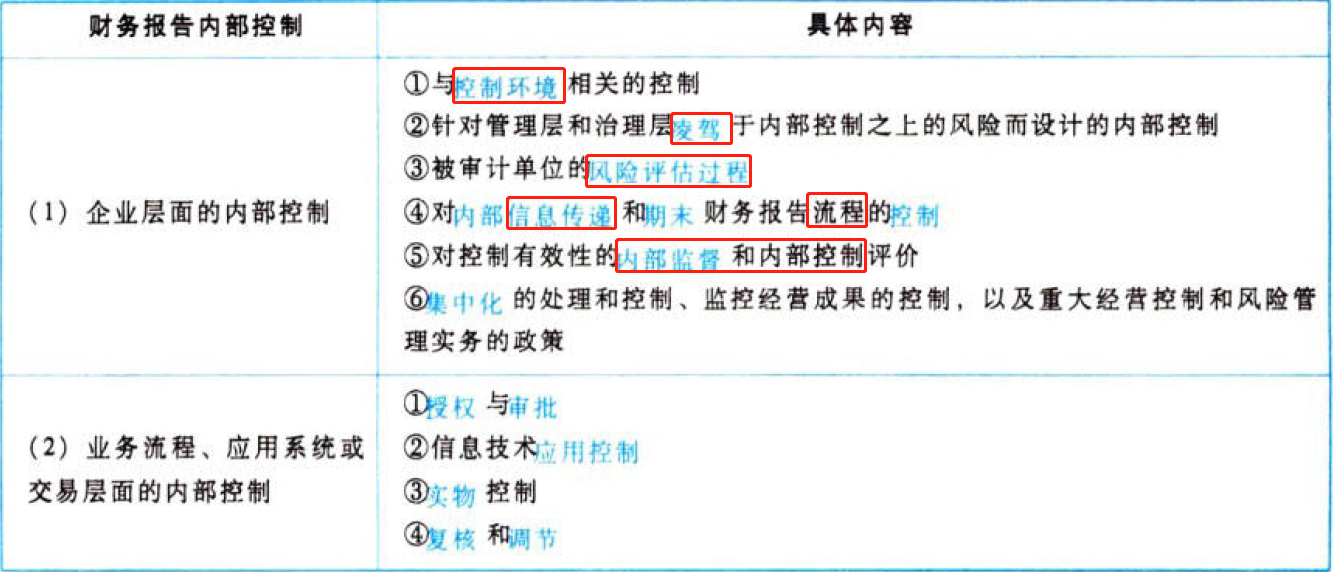 财务报告内部控制
具体内容
(1) 企业层面的内部控制
①与控制环境相关的控制
②针对管理层和治理层凌驾于内部控制之上的风险而设计的内部控制
③被审计单位的风险评估过程
④对内部信息传递和期末财务报告流程的控制
⑤对控制有效性的内部监督和内部控制评价
⑥集中化的处理和控制、监控经营成果的控制，以及重大经营控制和风险管
理实务的政策
(2) 业务流程、应用系统或
交易层面的内部控制
①授权与审批
②信息技术应用控制
③实物控制
④复核和调节